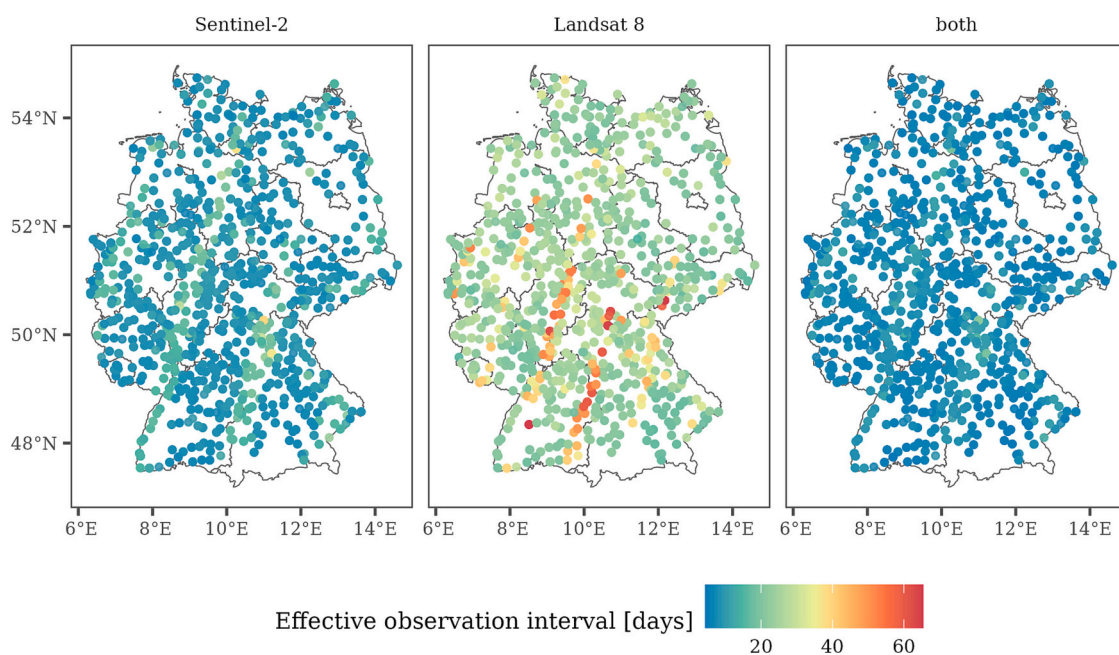 Sentinel-2 Landsat 8 both
54°N
52°N
50°N
48°N
6°E 8°E 10°E 12°E 14°E 6°E 8°E 10°E 12°E 14°E 6°E 8°E 10°E 12°E 14°E
Effective observation interval [days]
20 40 60